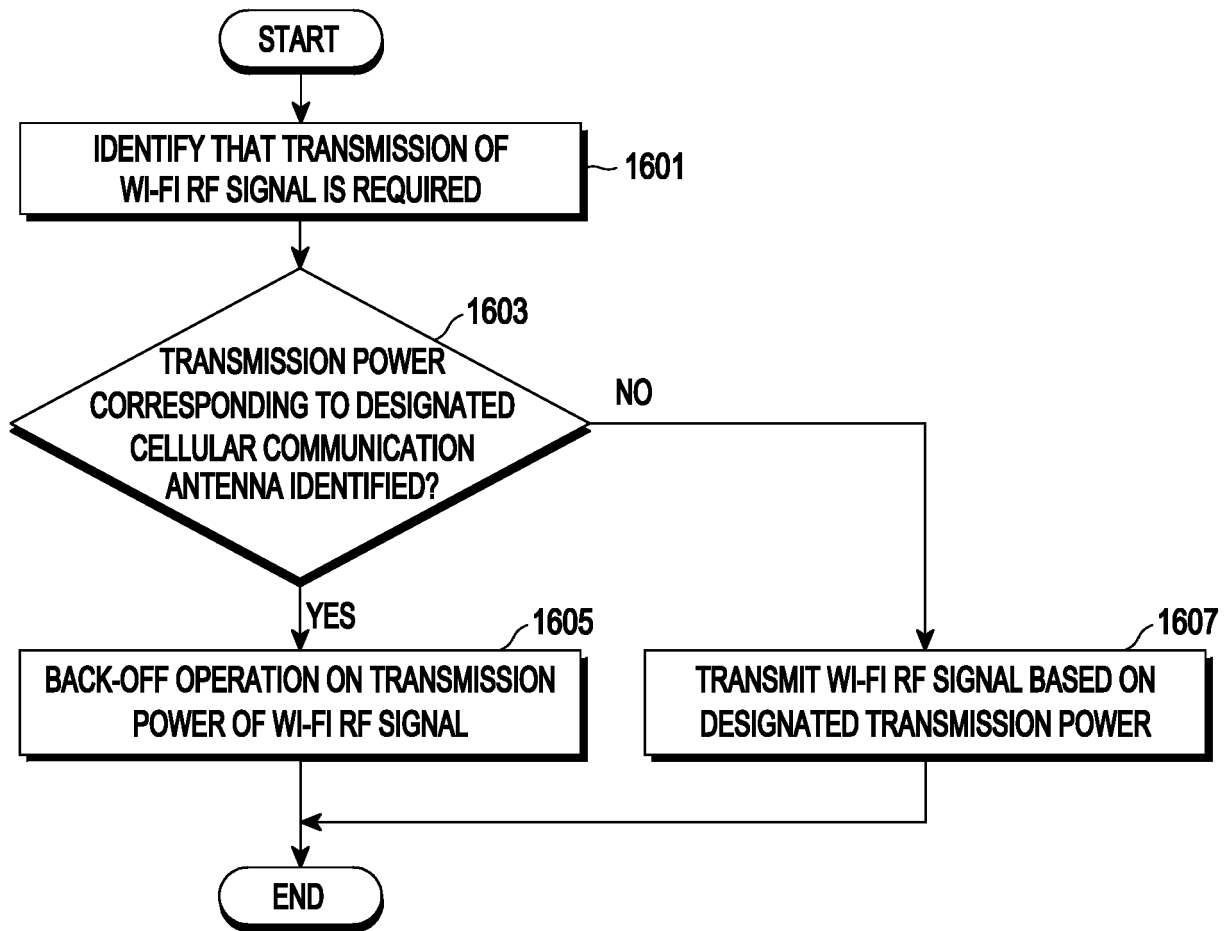 START
IDENTIFY THAT TRANSMISSION OF
WI-FI RF SIGNAL IS REQUIRED
1601
1603
TRANSMISSION POWER
CORRESPONDING TO DESIGNATED
CELLULAR COMMUNICATION
ANTENNA IDENTIFIED?
NO
YES
1605
BACK-OFF OPERATION ON TRANSMISSION
POWER OF WI-FI RF SIGNAL
1607
TRANSMIT WI-FI RF SIGNAL BASED ON
DESIGNATED TRANSMISSION POWER
END